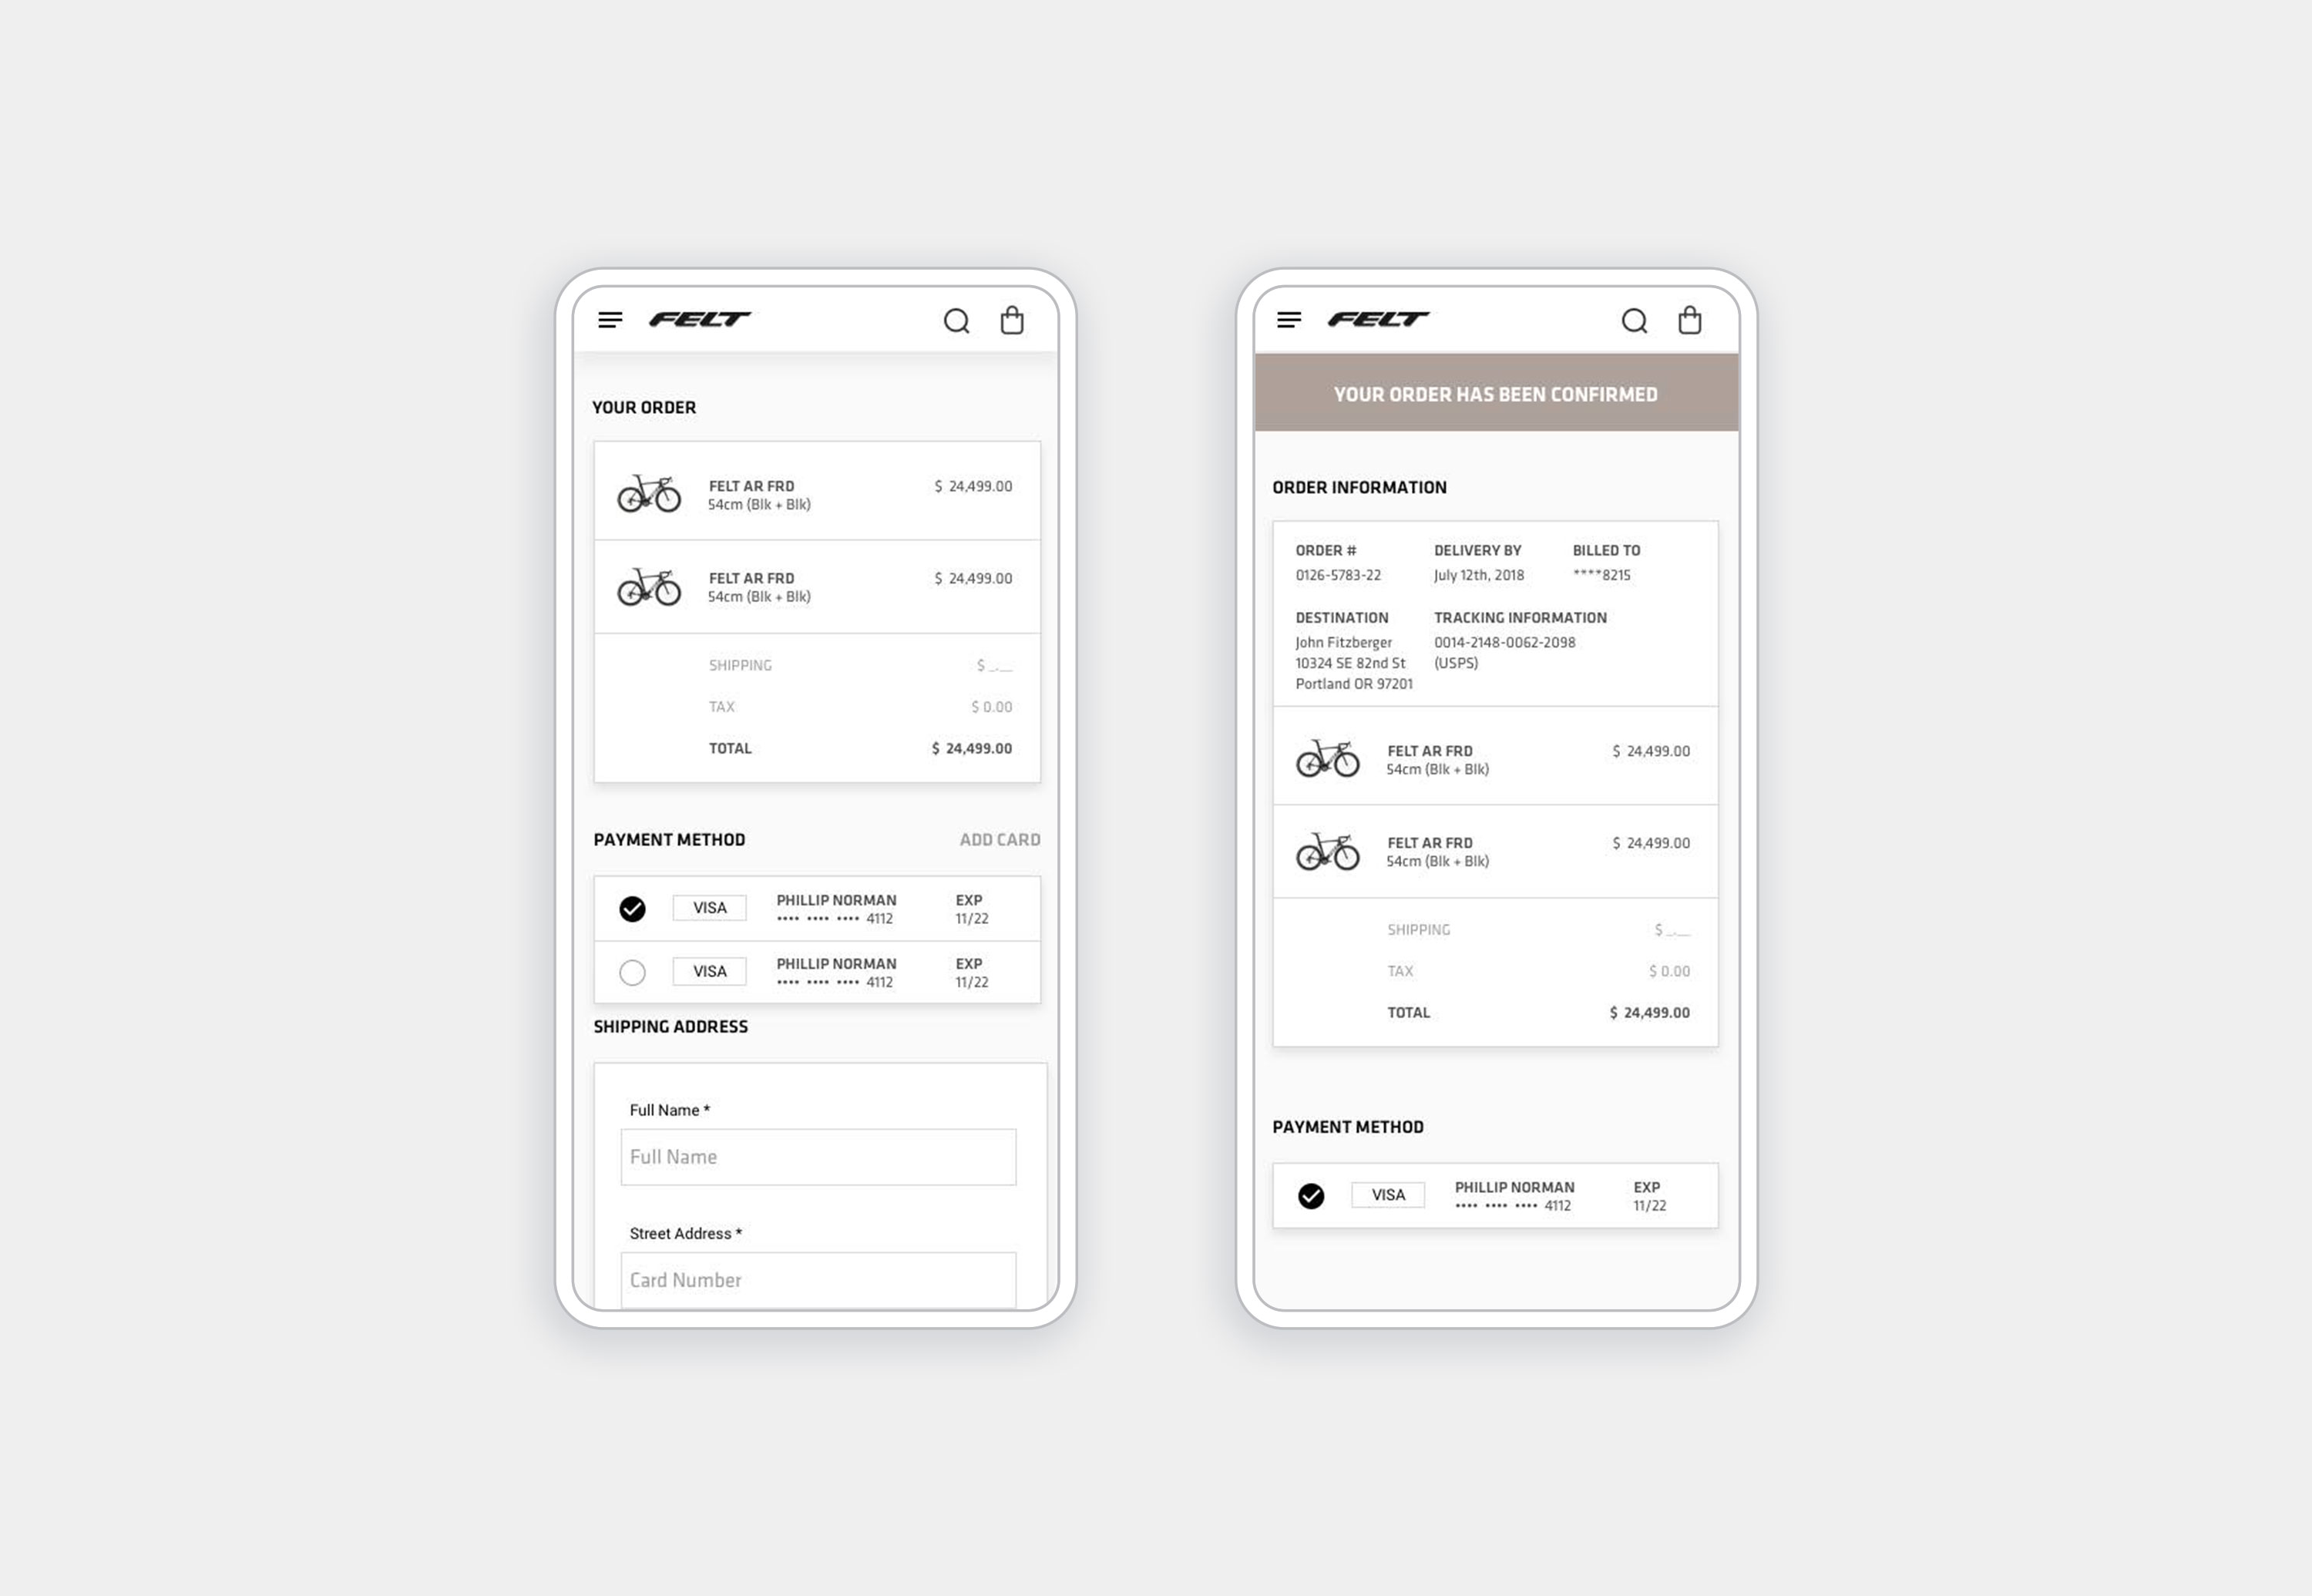 FELT
YOUR ORDER
FELT AR FRD $ 24,499.00
54cm (Blk + Blk)
FELT AR FRD $ 24,499.00
54cm (Blk + Blk)
SHIPPING $ _.__
TAX $ 0.00
TOTAL $ 24,499.00
PAYMENT METHOD ADD CARD
VISA PHILLIP NORMAN EXP
•••• •••• •••• 4112 11/22
VISA PHILLIP NORMAN EXP
•••• •••• •••• 4112 11/22
SHIPPING ADDRESS
Full Name *
Full Name
Street Address *
Card Number
FELT
YOUR ORDER HAS BEEN CONFIRMED
ORDER INFORMATION
ORDER # DELIVERY BY BILLED TO
0126-5783-22 July 12th, 2018 ****8215
DESTINATION TRACKING INFORMATION
John Fitzberger 0014-2148-0062-2098
10324 SE 82nd St (USPS)
Portland OR 97201
FELT AR FRD $ 24,499.00
54cm (Blk + Blk)
FELT AR FRD $ 24,499.00
54cm (Blk + Blk)
SHIPPING $ _.__
TAX $ 0.00
TOTAL $ 24,499.00
PAYMENT METHOD
VISA PHILLIP NORMAN EXP
•••• •••• •••• 4112 11/22